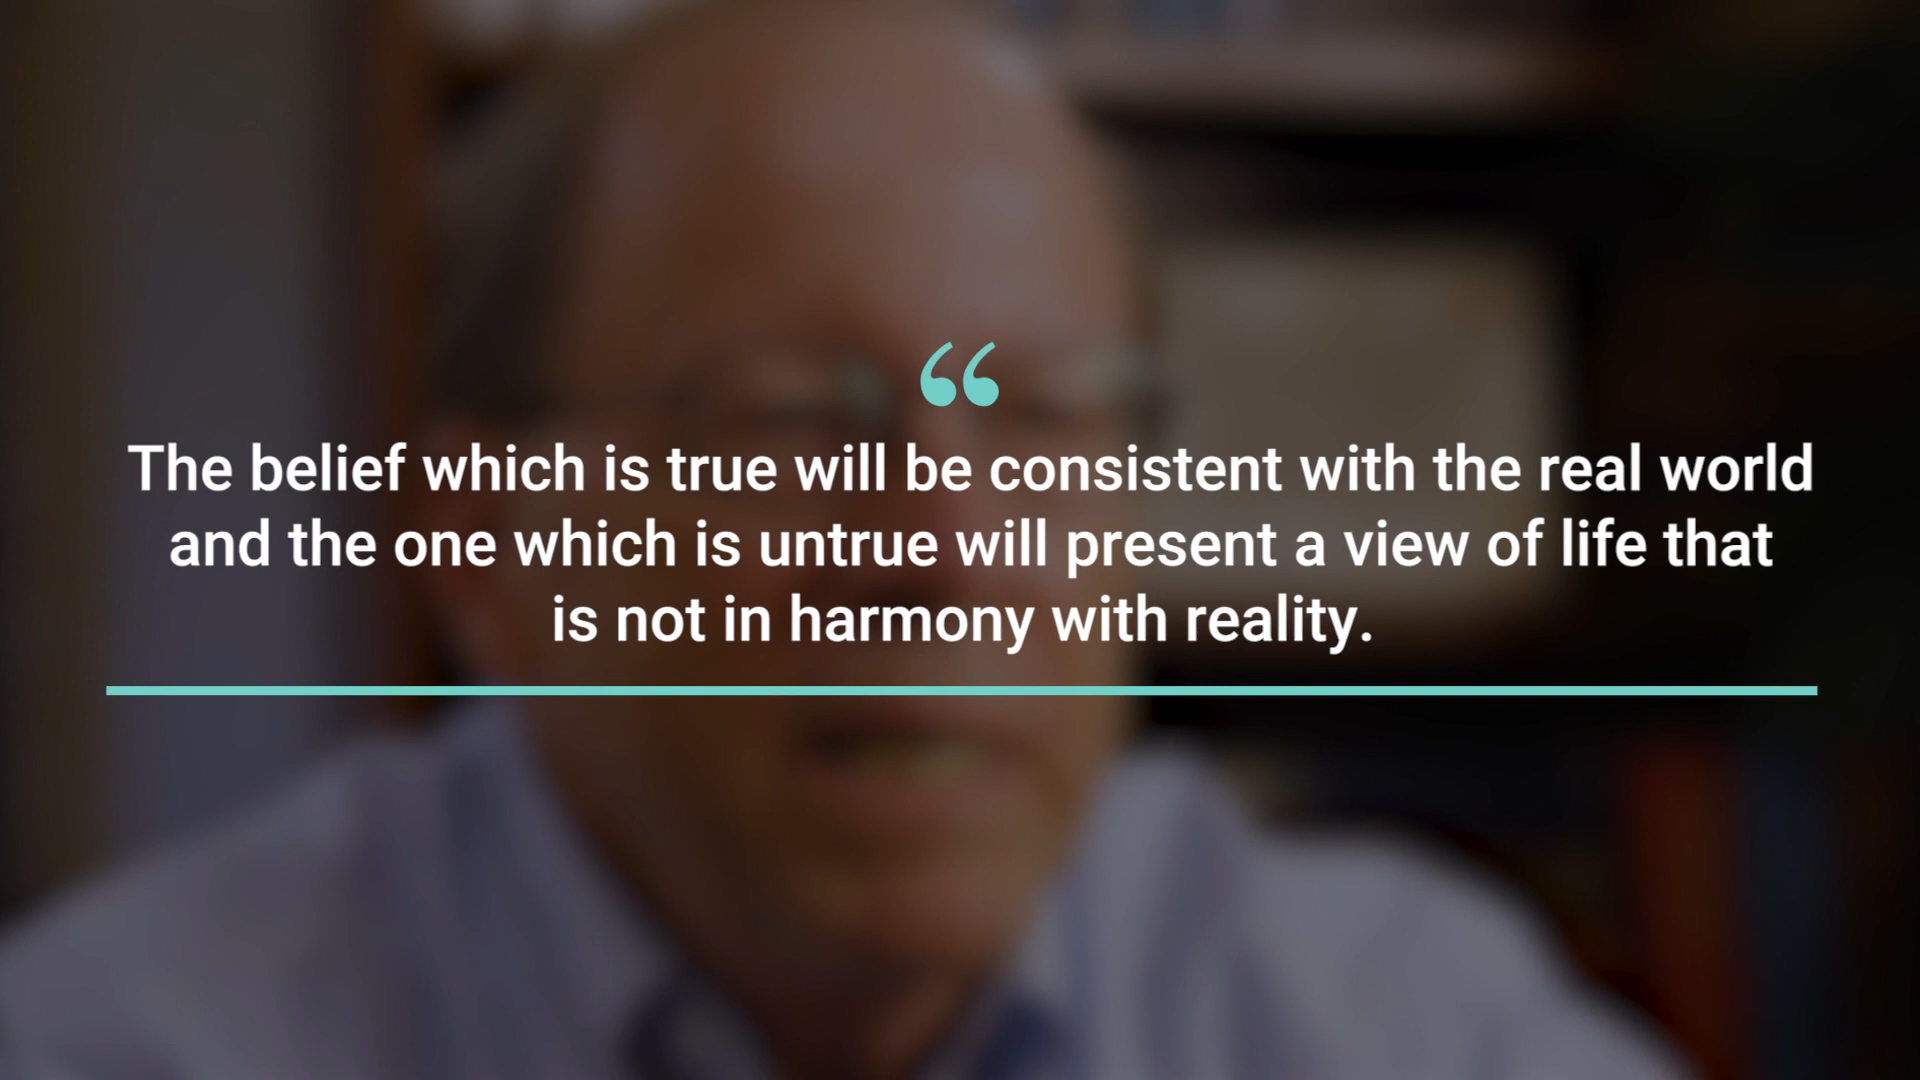 “
The belief which is true will be consistent with the real world
and the one which is untrue will present a view of life that
is not in harmony with reality.